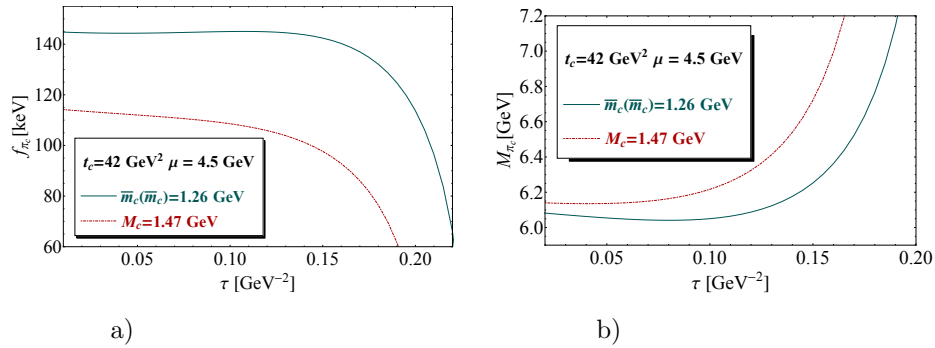 140
120
100
80
60
f_{π_c} [keV]
t_c=42 GeV² μ = 4.5 GeV
m̅_c(m̅_c)=1.26 GeV
M_c=1.47 GeV
0.05 0.10 0.15 0.20
τ [GeV⁻²]
a)
7.2
7.0
6.8
6.6
6.4
6.2
6.0
M_{π_c} [GeV]
t_c=42 GeV² μ = 4.5 GeV
m̅_c(m̅_c)=1.26 GeV
M_c=1.47 GeV
0.05 0.10 0.15 0.20
τ [GeV⁻²]
b)